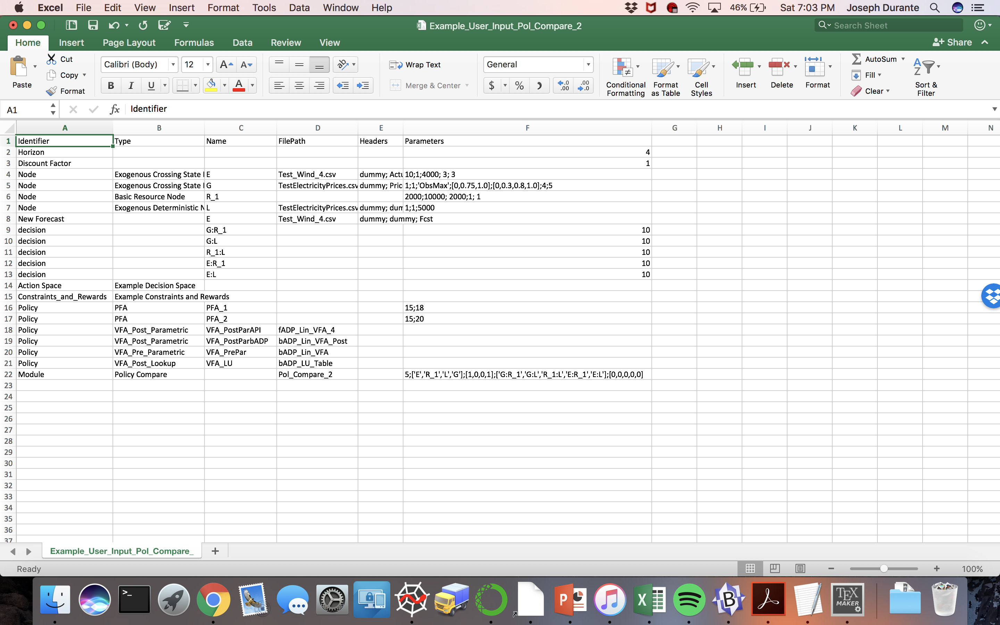 Excel File Edit View Insert Format Tools Data Window Help 46% Sat 7:03 PM Joseph Durante
Example_User_Input_Pol_Compare_2 Search Sheet
Home Insert Page Layout Formulas Data Review View Share
Paste Cut Copy Format
Calibri (Body) 12
B I U
Wrap Text
Merge & Center
General
$ %
Conditional Formatting
Format as Table
Cell Styles
Insert Delete Format
AutoSum
Fill
Clear
Sort & Filter
A1 fx Identifier
A B C D E F G H I J K L M N
1 Identifier Type Name FilePath Headers Parameters
2 Horizon 4
3 Discount Factor 1
4 Node Exogenous Crossing State E Test_Wind_4.csv dummy; Actu 10;1;4000; 3; 3
5 Node Exogenous Crossing State G TestElectricityPrices.csv dummy; Pric 1;1;'ObsMax';[0,0.75,1.0];[0,0.3,0.8,1.0];4;5
6 Node Basic Resource Node R_1 2000;10000; 2000;1; 1
7 Node Exogenous Deterministic N L TestElectricityPrices.csv dummy; dum 1;1;5000
8 New Forecast E Test_Wind_4.csv dummy; dummy; Fcst
9 decision G:R_1 10
10 decision G:L 10
11 decision R_1:L 10
12 decision E:R_1 10
13 decision E:L 10
14 Action Space Example Decision Space
15 Constraints_and_Rewards Example Constraints and Rewards
16 Policy PFA PFA_1 15;18
17 Policy PFA PFA_2 15;20
18 Policy VFA_Post_Parametric VFA_PostParAPI fADP_Lin_VFA_4
19 Policy VFA_Post_Parametric VFA_PostParbADP bADP_Lin_VFA_Post
20 Policy VFA_Pre_Parametric VFA_PrePar bADP_Lin_VFA
21 Policy VFA_Post_Lookup VFA_LU bADP_LU_Table
22 Module Policy Compare Pol_Compare_2 5;['E','R_1','L','G'];[1,0,0,1];['G:R_1','G:L','R_1:L','E:R_1','E:L'];[0,0,0,0,0]
23
24
25
26
27
28
29
30
31
32
33
34
35
36
37
Example_User_Input_Pol_Compare_
Ready 100%
TEX MAKER